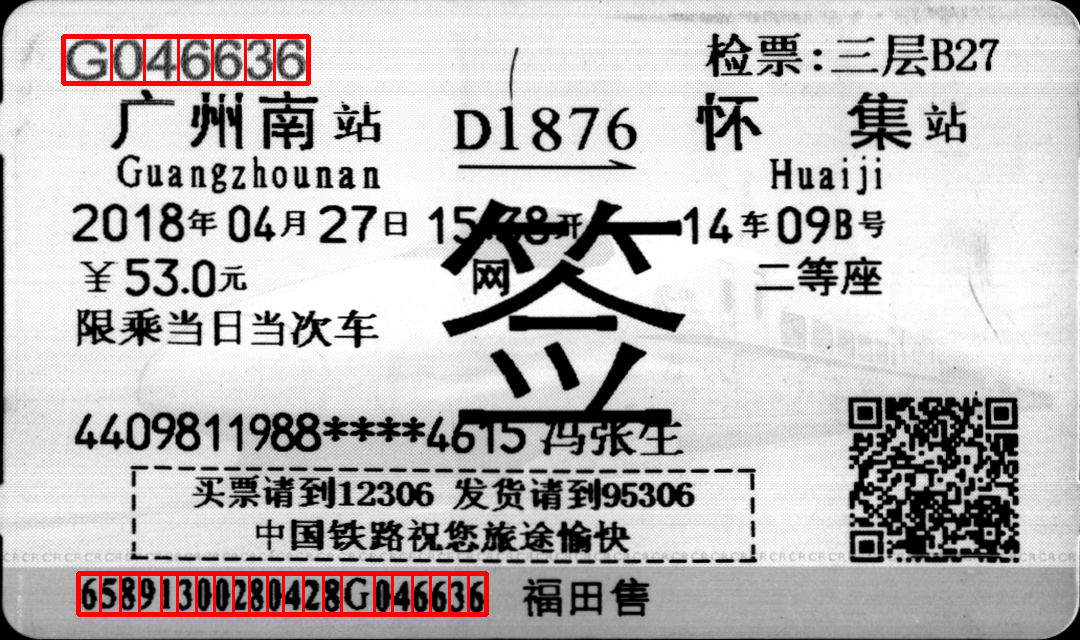 G046636 检票:三层B27
广州南站 D1876 怀集站
Guangzhounan Huaiji
2018年04月27日 15:48开 14车09B号
¥53.0元 网 二等座
签
限乘当日当次车
4409811988****4615 冯张生
买票请到12306 发货请到95306
中国铁路祝您旅途愉快
65891300280428G046636 福田售